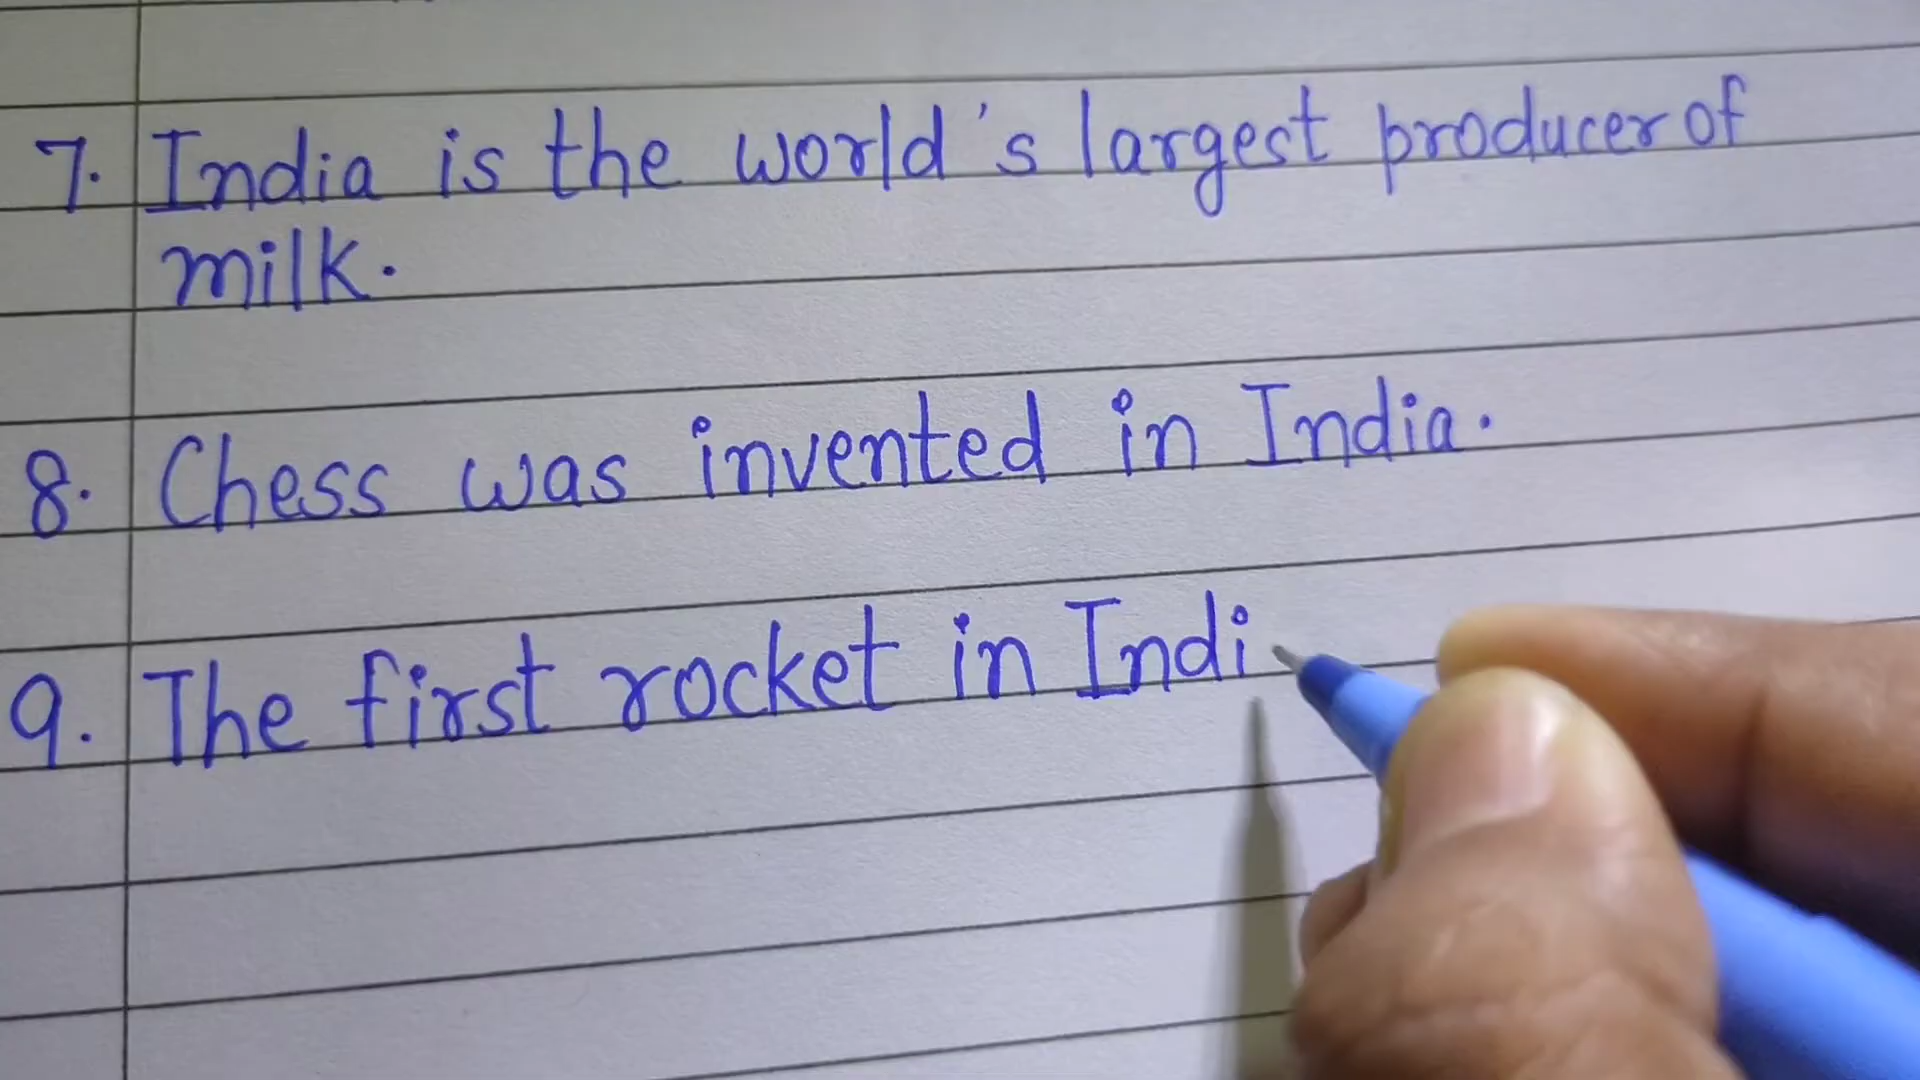 7. India is the world's largest producer of
milk.
8. Chess was invented in India.
9. The first rocket in Indi